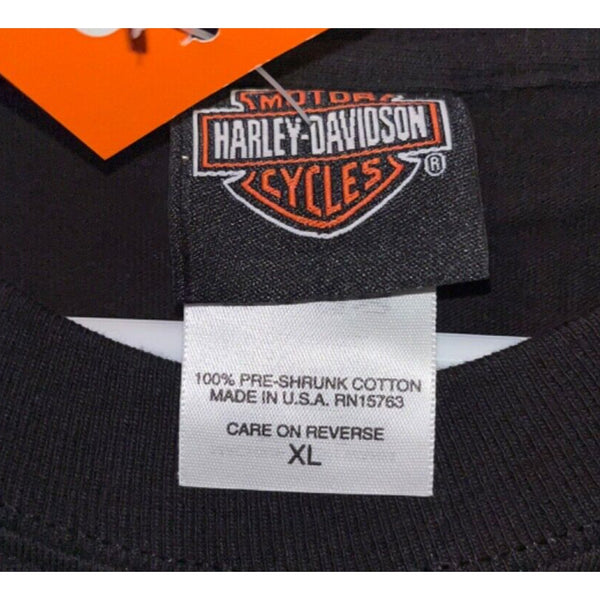 MOTOR
HARLEY-DAVIDSON
CYCLES
®
100% PRE-SHRUNK COTTON
MADE IN U.S.A. RN15763
CARE ON REVERSE
XL